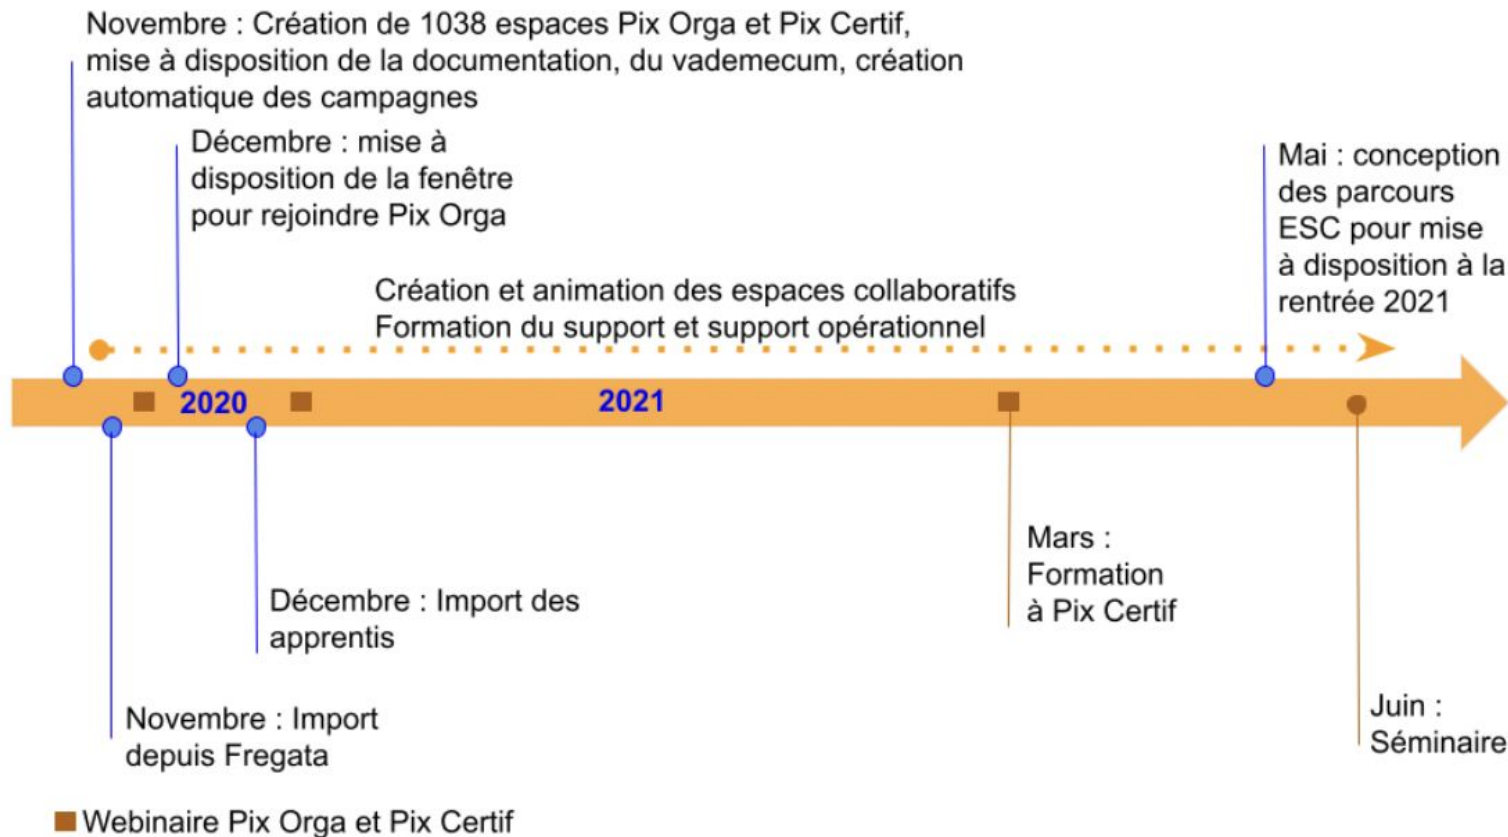 Novembre : Création de 1038 espaces Pix Orga et Pix Certif,
mise à disposition de la documentation, du vademecum, création
automatique des campagnes
Décembre : mise à
disposition de la fenêtre
pour rejoindre Pix Orga
Mai : conception
des parcours
ESC pour mise
à disposition à la
rentrée 2021
Création et animation des espaces collaboratifs
Formation du support et support opérationnel
2020
2021
Mars :
Formation
à Pix Certif
Décembre : Import des
apprentis
Novembre : Import
depuis Fregata
Juin :
Séminaire
Webinaire Pix Orga et Pix Certif